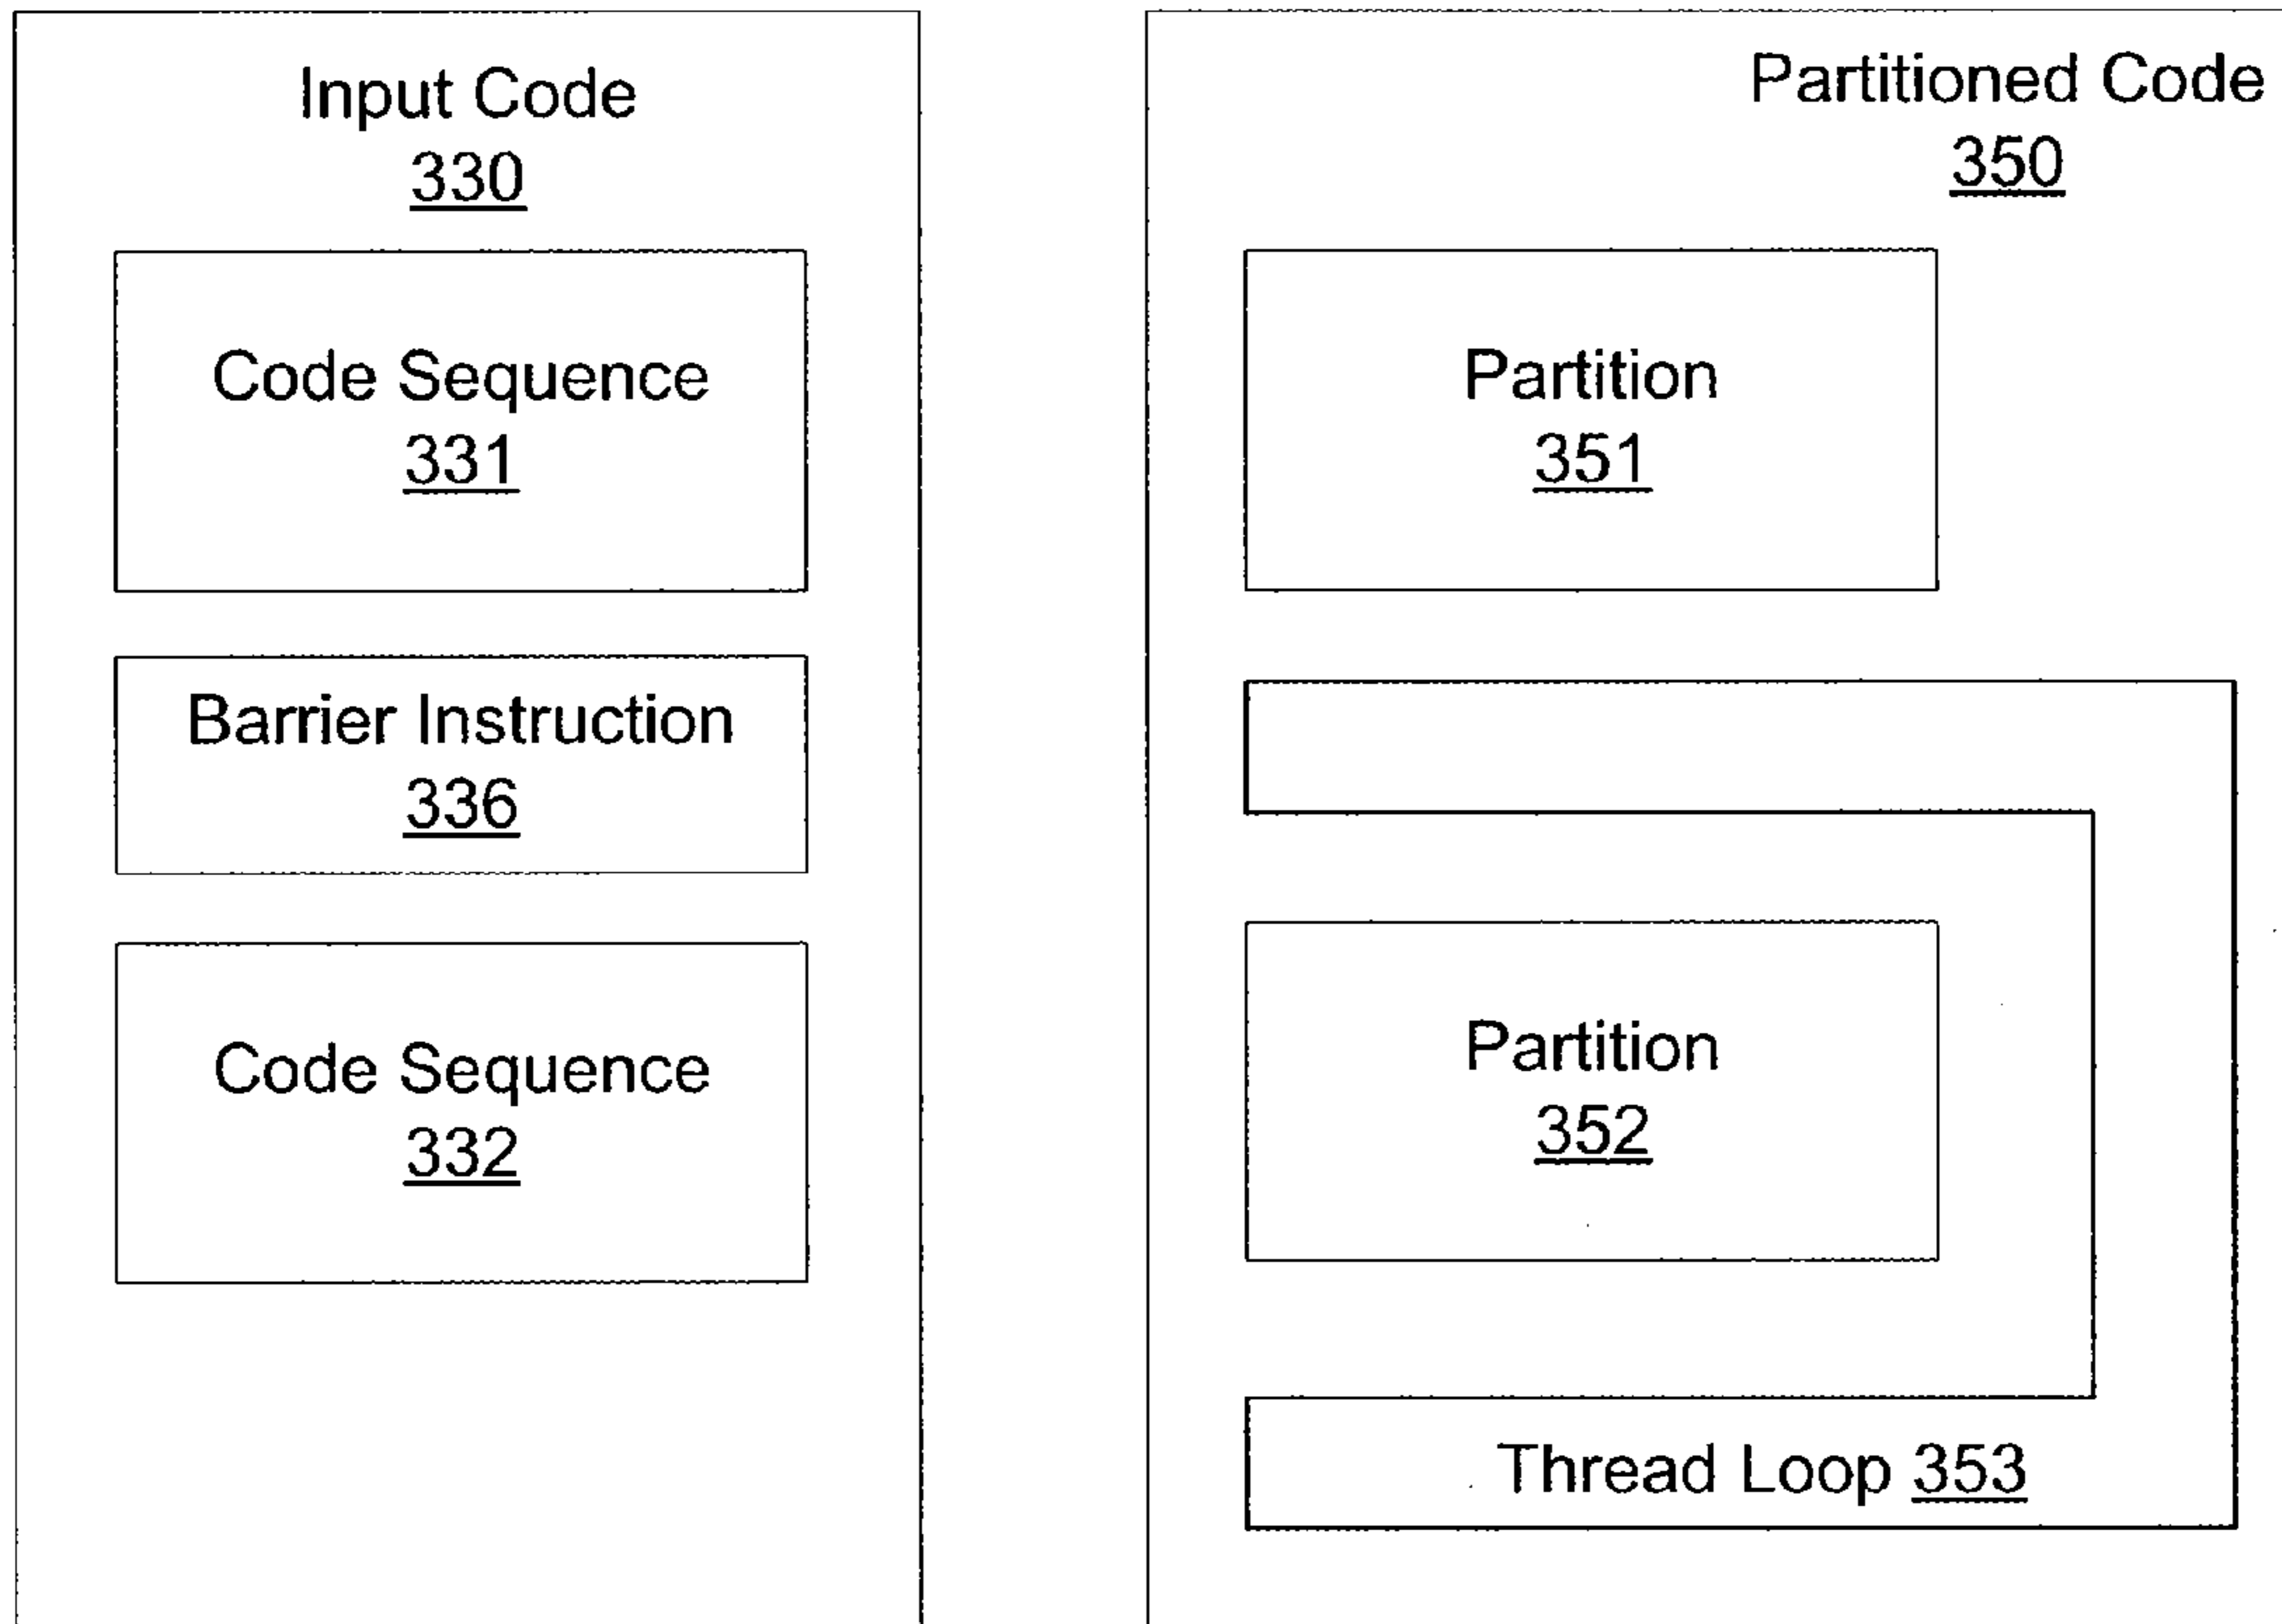 Input Code
330
Code Sequence
331
Barrier Instruction
336
Code Sequence
332
Partitioned Code
350
Partition
351
Partition
352
Thread Loop 353